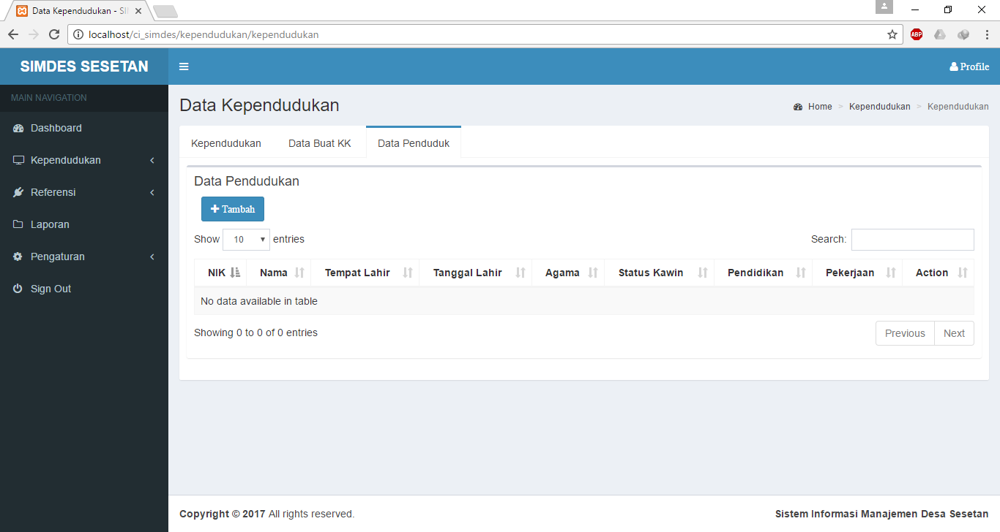 Data Kependudukan - SI
localhost/ci_simdes/kependudukan/kependudukan
ABP
SIMDES SESETAN
Profile
MAIN NAVIGATION
Data Kependudukan
Home > Kependudukan > Kependudukan
Dashboard
Kependudukan
Referensi
Laporan
Pengaturan
Sign Out
Kependudukan Data Buat KK Data Penduduk
Data Pendudukan
Tambah
Show 10 entries
Search:
NIK Nama Tempat Lahir Tanggal Lahir Agama Status Kawin Pendidikan Pekerjaan Action
No data available in table
Showing 0 to 0 of 0 entries
Previous Next
Copyright © 2017 All rights reserved.
Sistem Informasi Manajemen Desa Sesetan